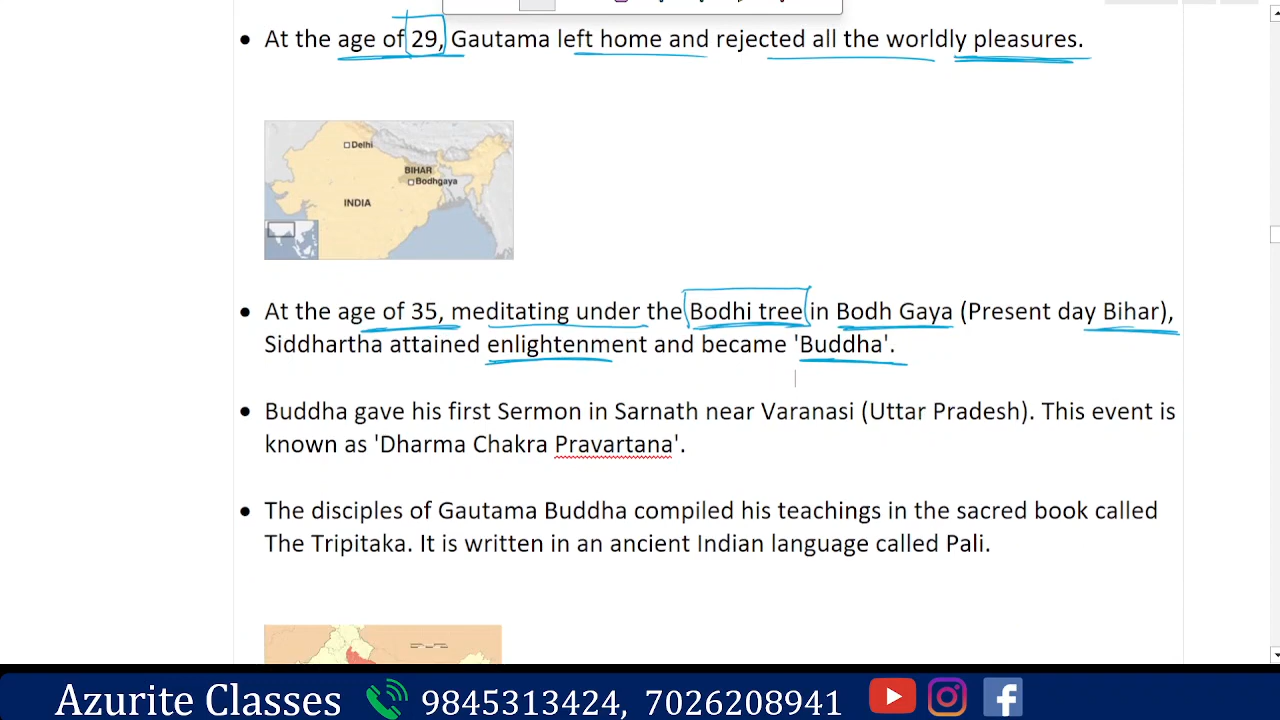 At the age of 29, Gautama left home and rejected all the worldly pleasures.
Delhi
BIHAR
Bodhgaya
INDIA
At the age of 35, meditating under the Bodhi tree in Bodh Gaya (Present day Bihar),
Siddhartha attained enlightenment and became 'Buddha'.
Buddha gave his first Sermon in Sarnath near Varanasi (Uttar Pradesh). This event is
known as 'Dharma Chakra Pravartana'.
The disciples of Gautama Buddha compiled his teachings in the sacred book called
The Tripitaka. It is written in an ancient Indian language called Pali.
Azurite Classes 9845313424, 7026208941